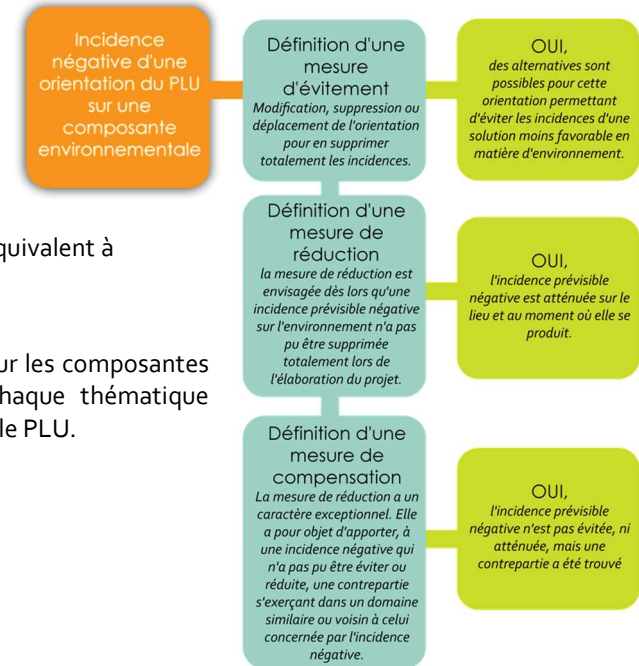 Incidence
négative d'une
orientation du PLU
sur une
composante
environnementale
Définition d'une
mesure
d'évitement
Modification, suppression ou
déplacement de l'orientation
pour en supprimer
totalement les incidences.
OUI,
des alternatives sont
possibles pour cette
orientation permettant
d'éviter les incidences d'une
solution moins favorable en
matière d'environnement.
quivalent à
ur les composantes
haque thématique
le PLU.
Définition d'une
mesure de
réduction
la mesure de réduction est
envisagée dès lors qu'une
incidence prévisible négative
sur l'environnement n'a pas
pu être supprimée
totalement lors de
l'élaboration du projet.
OUI,
l'incidence prévisible
négative est atténuée sur le
lieu et au moment où elle se
produit.
Définition d'une
mesure de
compensation
La mesure de réduction a un
caractère exceptionnel. Elle
a pour objet d'apporter, à
une incidence négative qui
n'a pas pu être éviter ou
réduite, une contrepartie
s'exerçant dans un domaine
similaire ou voisin à celui
concernée par l'incidence
négative.
OUI,
l'incidence prévisible
négative n'est pas évitée, ni
atténuée, mais une
contrepartie a été trouvé